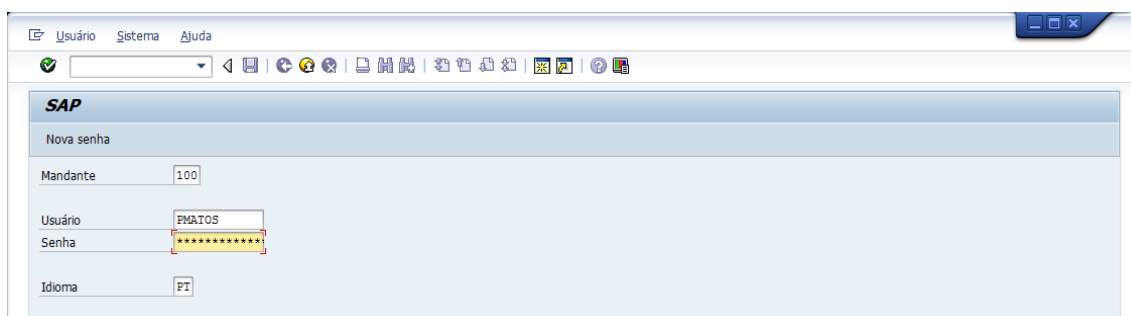 Usuário Sistema Ajuda
SAP
Nova senha
Mandante 100
Usuário PMATOS
Senha ************
Idioma PT